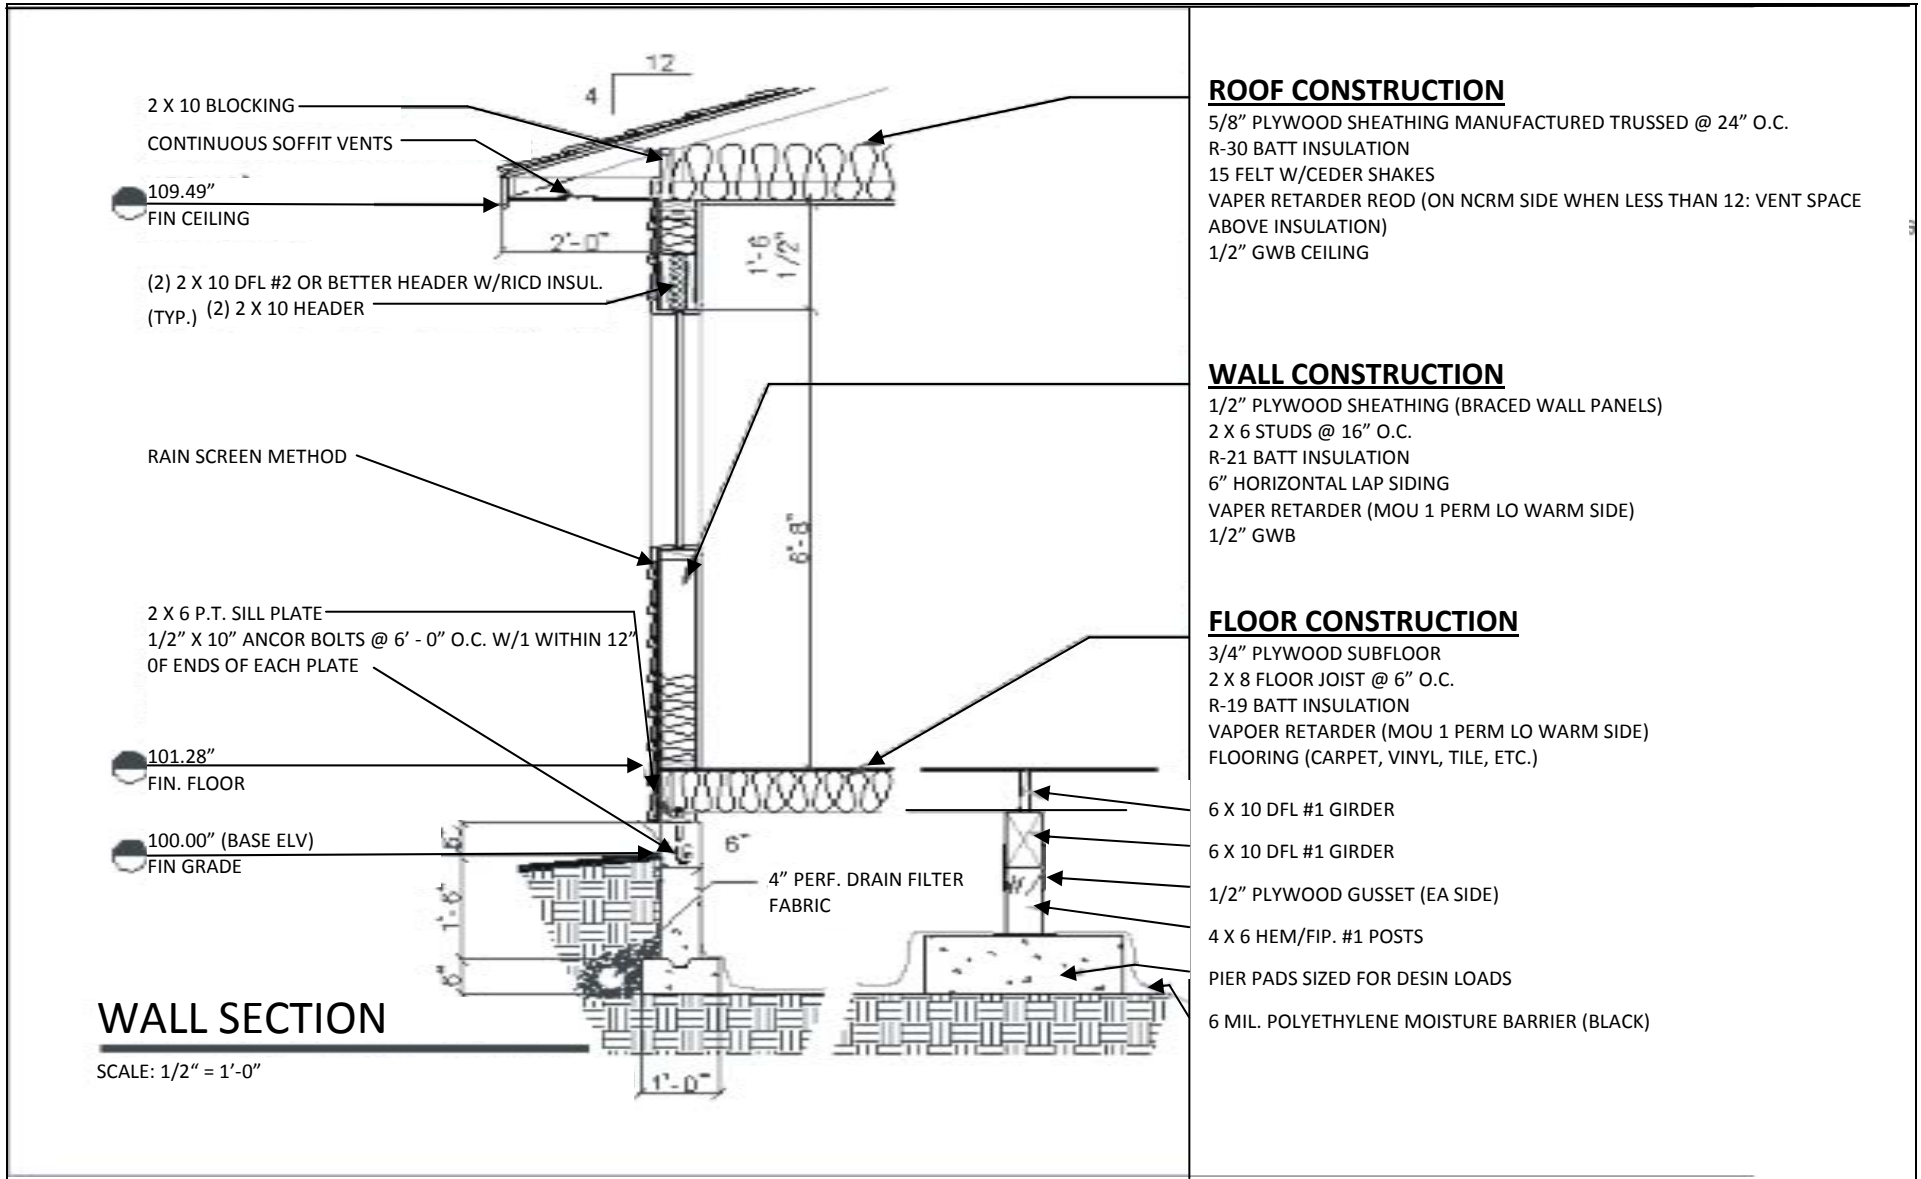 12
4
2 X 10 BLOCKING
CONTINUOUS SOFFIT VENTS
109.49”
FIN CEILING
2'-0"
1'-6
1/2"
(2) 2 X 10 DFL #2 OR BETTER HEADER W/RICD INSUL.
(TYP.) (2) 2 X 10 HEADER
RAIN SCREEN METHOD
6'-8"
2 X 6 P.T. SILL PLATE
1/2” X 10” ANCOR BOLTS @ 6’ - 0” O.C. W/1 WITHIN 12”
0F ENDS OF EACH PLATE
101.28”
FIN. FLOOR
100.00” (BASE ELV)
FIN GRADE
6"
6"
4” PERF. DRAIN FILTER
FABRIC
1'-6"
6"
1'-0"
WALL SECTION
SCALE: 1/2“ = 1’-0”
ROOF CONSTRUCTION
5/8” PLYWOOD SHEATHING MANUFACTURED TRUSSED @ 24” O.C.
R-30 BATT INSULATION
15 FELT W/CEDER SHAKES
VAPER RETARDER REOD (ON NCRM SIDE WHEN LESS THAN 12: VENT SPACE
ABOVE INSULATION)
1/2” GWB CEILING
WALL CONSTRUCTION
1/2” PLYWOOD SHEATHING (BRACED WALL PANELS)
2 X 6 STUDS @ 16” O.C.
R-21 BATT INSULATION
6” HORIZONTAL LAP SIDING
VAPER RETARDER (MOU 1 PERM LO WARM SIDE)
1/2” GWB
FLOOR CONSTRUCTION
3/4” PLYWOOD SUBFLOOR
2 X 8 FLOOR JOIST @ 6” O.C.
R-19 BATT INSULATION
VAPOER RETARDER (MOU 1 PERM LO WARM SIDE)
FLOORING (CARPET, VINYL, TILE, ETC.)
6 X 10 DFL #1 GIRDER
6 X 10 DFL #1 GIRDER
1/2” PLYWOOD GUSSET (EA SIDE)
4 X 6 HEM/FIP. #1 POSTS
PIER PADS SIZED FOR DESIN LOADS
6 MIL. POLYETHYLENE MOISTURE BARRIER (BLACK)